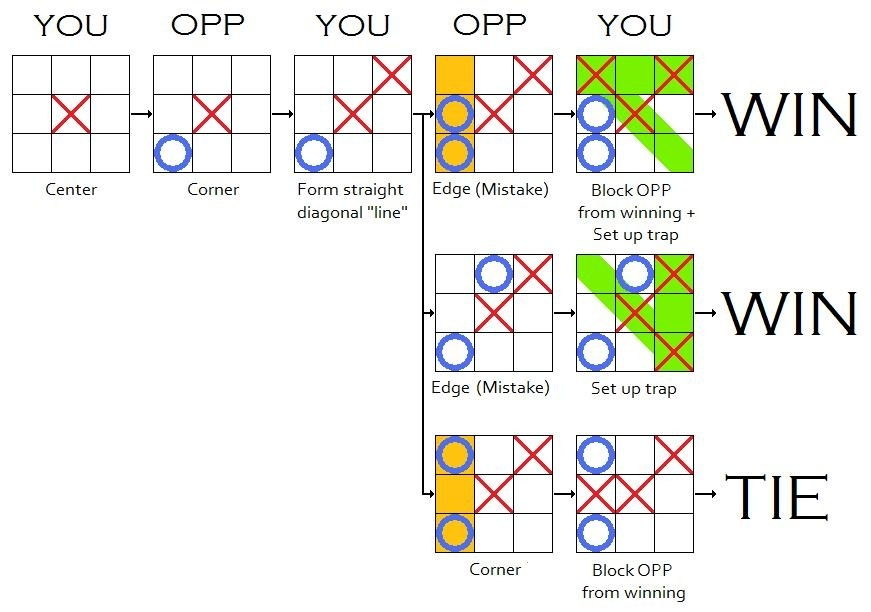 YOU
OPP
YOU
OPP
YOU
WIN
Center
Corner
Form straight
diagonal "line"
Edge (Mistake)
Block OPP
from winning +
Set up trap
WIN
Edge (Mistake)
Set up trap
TIE
Corner
Block OPP
from winning